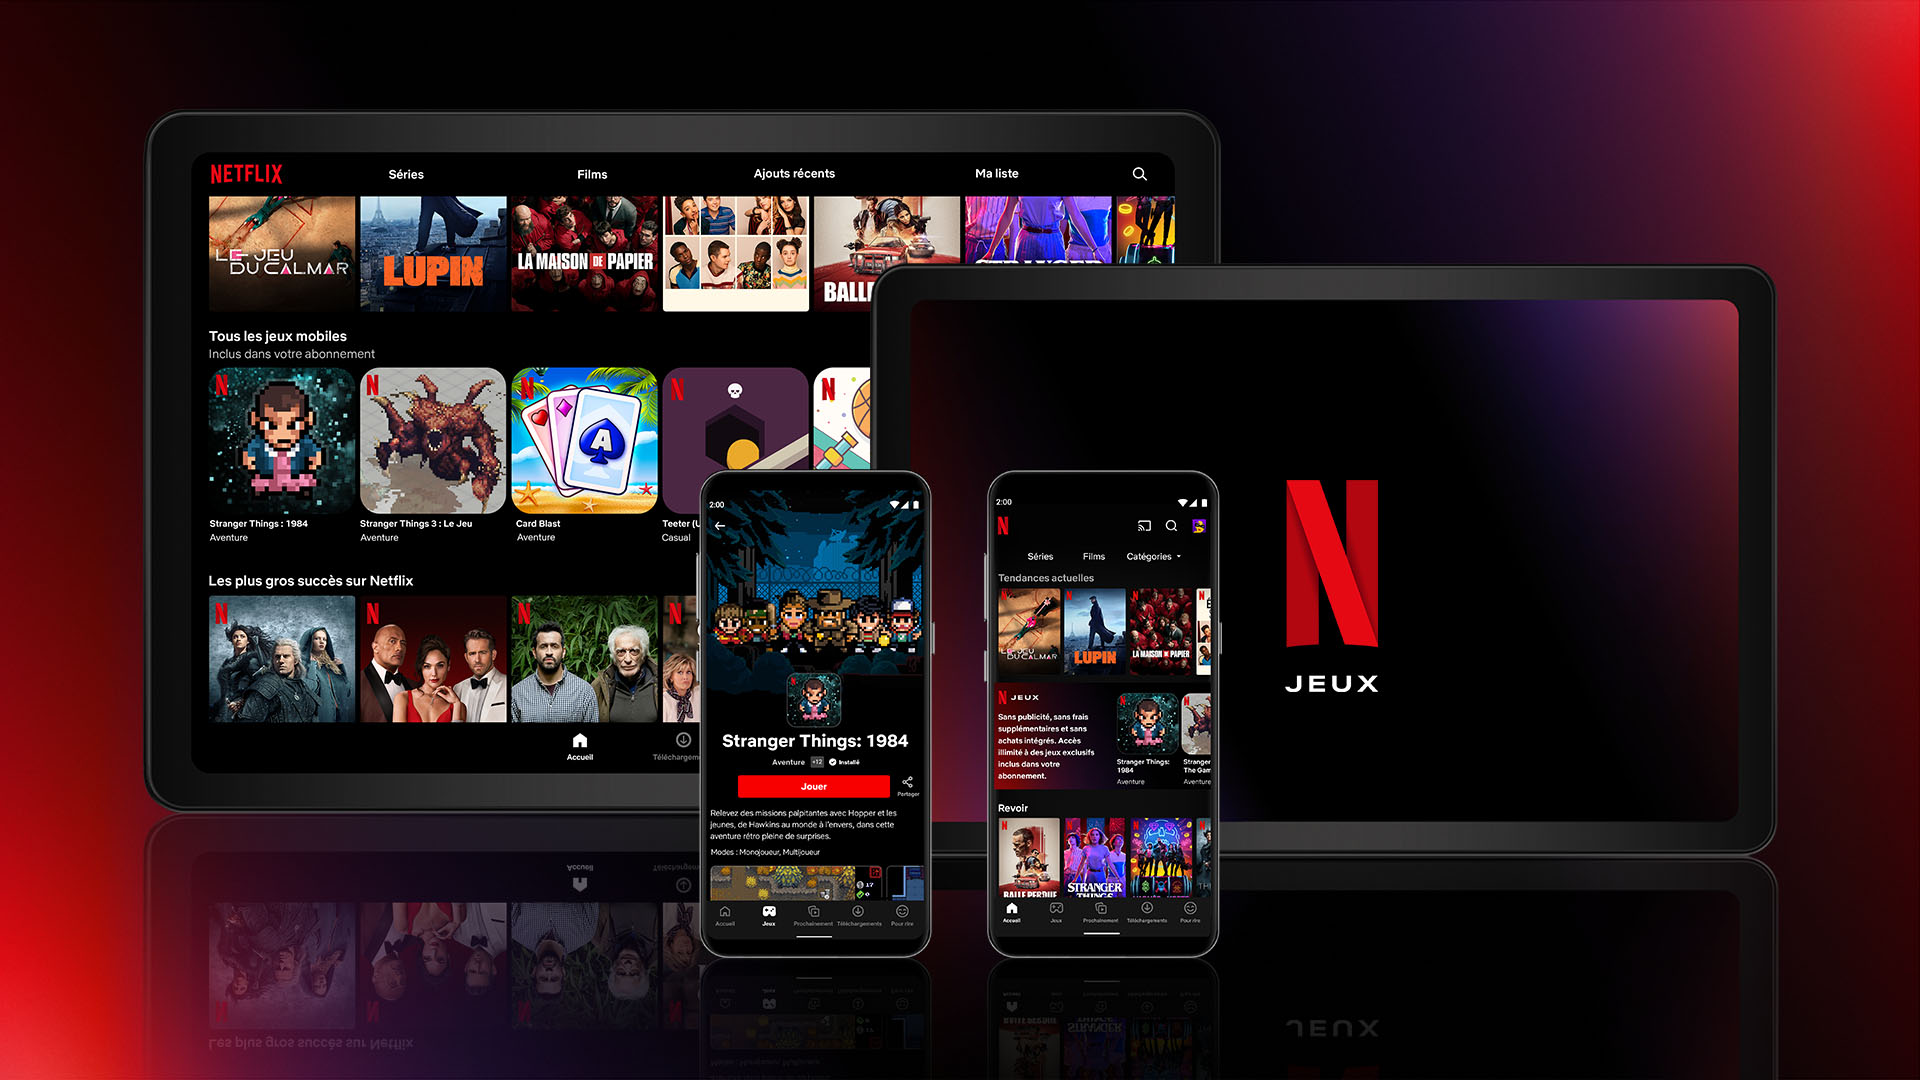 NETFLIX
Séries
Films
Ajouts récents
Ma liste
LE JEU
DU CALMAR
LUPIN
LA MAISON DE PAPIER
Tous les jeux mobiles
Inclus dans votre abonnement
N
N
N
A
N
N
Stranger Things : 1984
Aventure
Stranger Things 3 : Le Jeu
Aventure
Card Blast
Aventure
Casual
Les plus gros succès sur Netflix
N
N
N
N
Accueil
2:00
N
Stranger Things: 1984
Aventure
+12
Installé
Jouer
Partager
Relevez des missions palpitantes avec Hopper et les
jeunes, de Hawkins au monde à l'envers, dans cette
aventure rétro pleine de surprises.
Modes : Monojoueur, Multijoueur
17
0
Accueil
Jeux
Prochainement
Téléchargements
Pour rire
2:00
N
Séries
Films
Catégories
Tendances actuelles
LE JEU
DU CALMAR
LUPIN
LA MAISON DE PAPIER
N JEUX
Sans publicité, sans frais
supplémentaires et sans
achats intégrés. Accès
illimité à des jeux exclusifs
inclus dans votre
abonnement.
Stranger Things:
1984
Aventure
Stranger
The Gam
Aventure
Revoir
BALLE PERDUE
STRANGER
THINGS
Accueil
Jeux
Prochainement
Téléchargements
Pour rire
N
JEUX